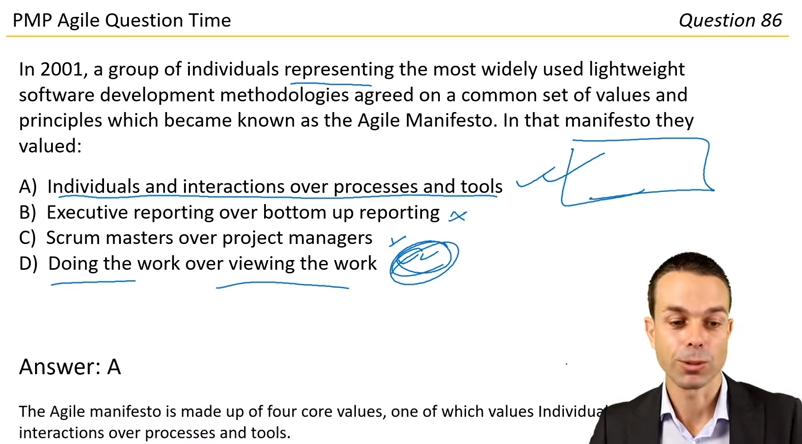 PMP Agile Question Time
Question 86
In 2001, a group of individuals representing the most widely used lightweight
software development methodologies agreed on a common set of values and
principles which became known as the Agile Manifesto. In that manifesto they
valued:
A) Individuals and interactions over processes and tools
B) Executive reporting over bottom up reporting
C) Scrum masters over project managers
D) Doing the work over viewing the work
Answer: A
The Agile manifesto is made up of four core values, one of which values
interactions over processes and tools.